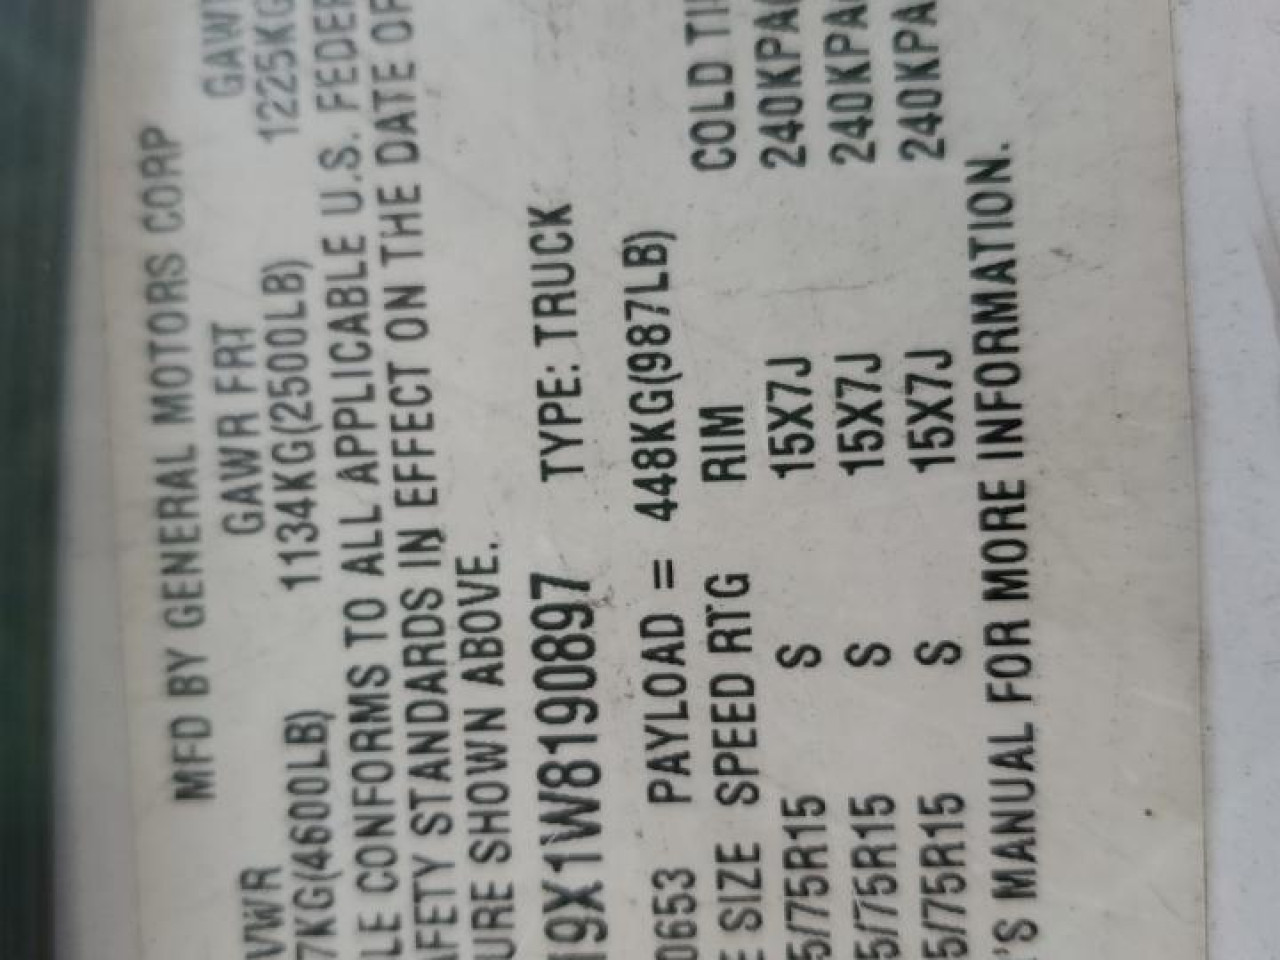 MFD BY GENERAL MOTORS CORP
VWR GAWR FRT GAW
7KG(4600LB) 1134KG(2500LB) 1225KG
LE CONFORMS TO ALL APPLICABLE U.S. FEDER
AFETY STANDARDS IN EFFECT ON THE DATE OF
URE SHOWN ABOVE.
19X1W8190897 TYPE: TRUCK
0653 PAYLOAD = 448KG(987LB)
E SIZE SPEED RTG RIM COLD TI
5/75R15 S 15X7J 240KPA
5/75R15 S 15X7J 240KPA
5/75R15 S 15X7J 240KPA
'S MANUAL FOR MORE INFORMATION.